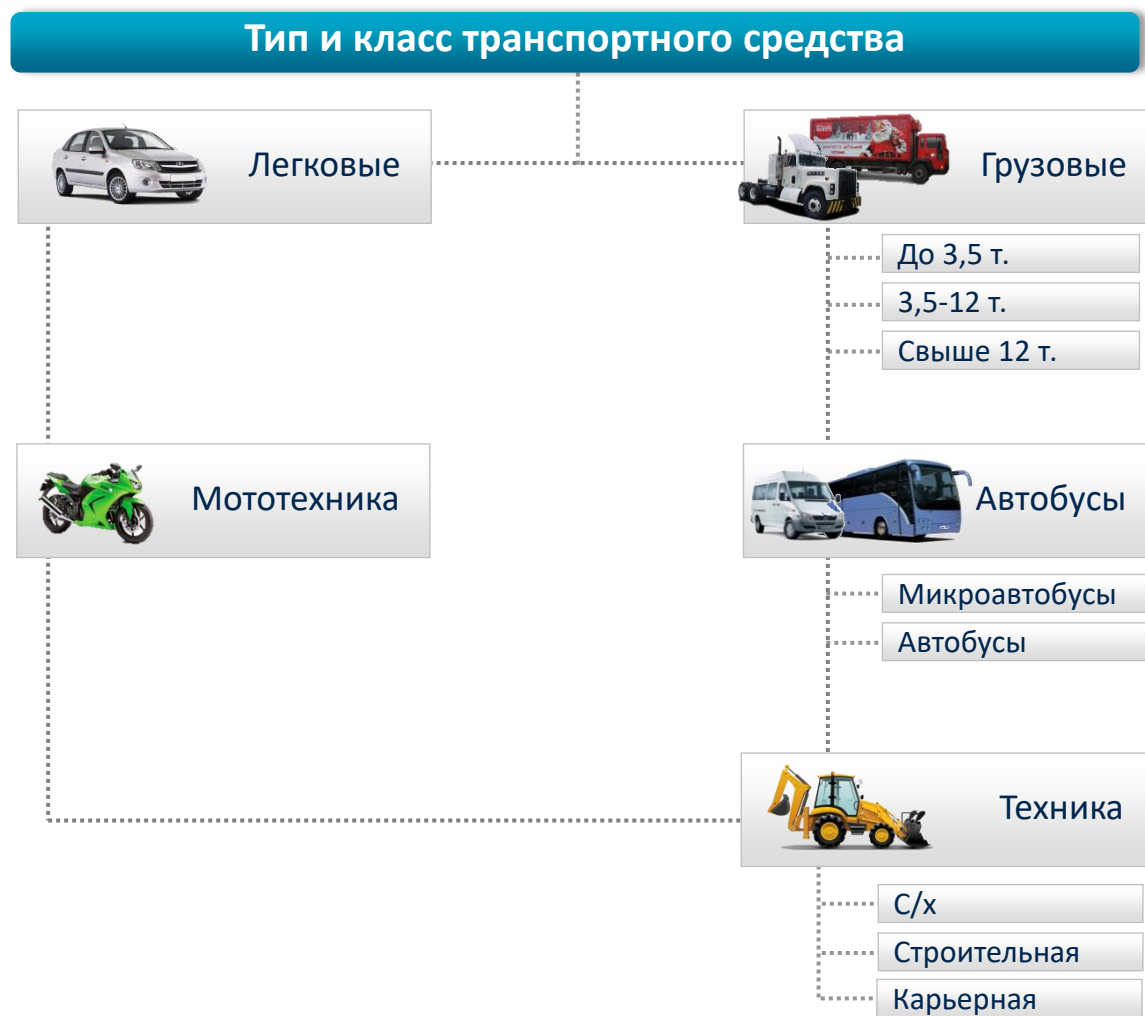 Тип и класс транспортного средства
Легковые
Грузовые
До 3,5 т.
3,5-12 т.
Свыше 12 т.
Мототехника
Автобусы
Микроавтобусы
Автобусы
Техника
С/х
Строительная
Карьерная